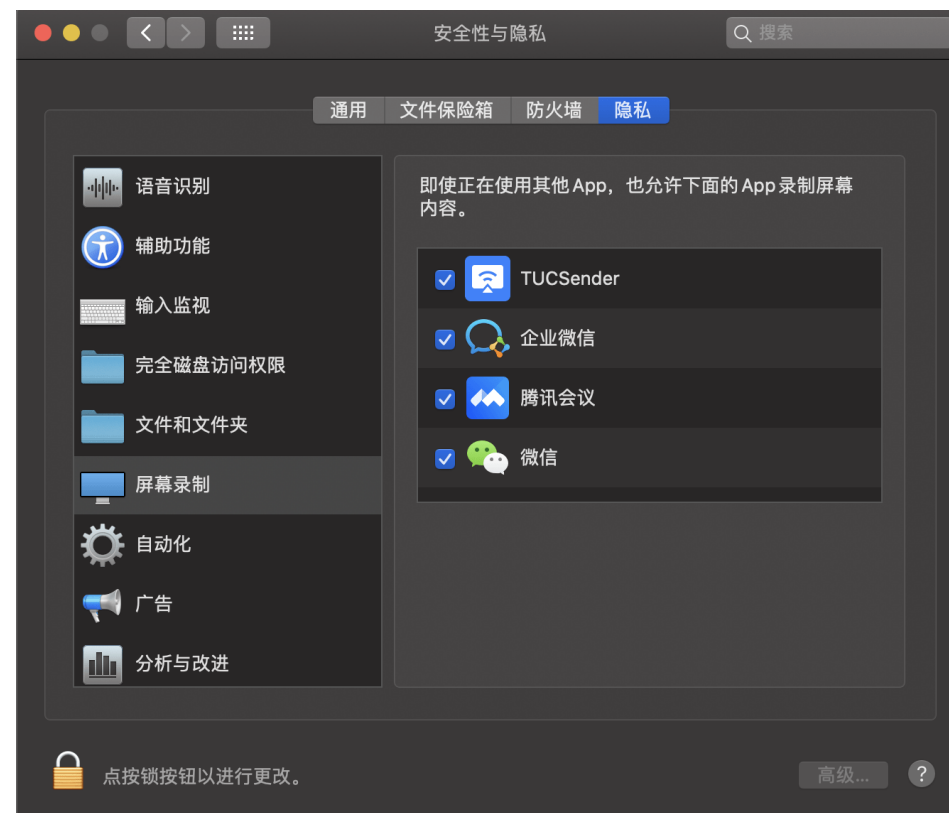 安全性与隐私
搜索
通用
文件保险箱
防火墙
隐私
语音识别
辅助功能
输入监视
完全磁盘访问权限
文件和文件夹
屏幕录制
自动化
广告
分析与改进
即使正在使用其他 App，也允许下面的 App 录制屏幕
内容。
TUCSender
企业微信
腾讯会议
微信
点按锁按钮以进行更改。
高级...
?